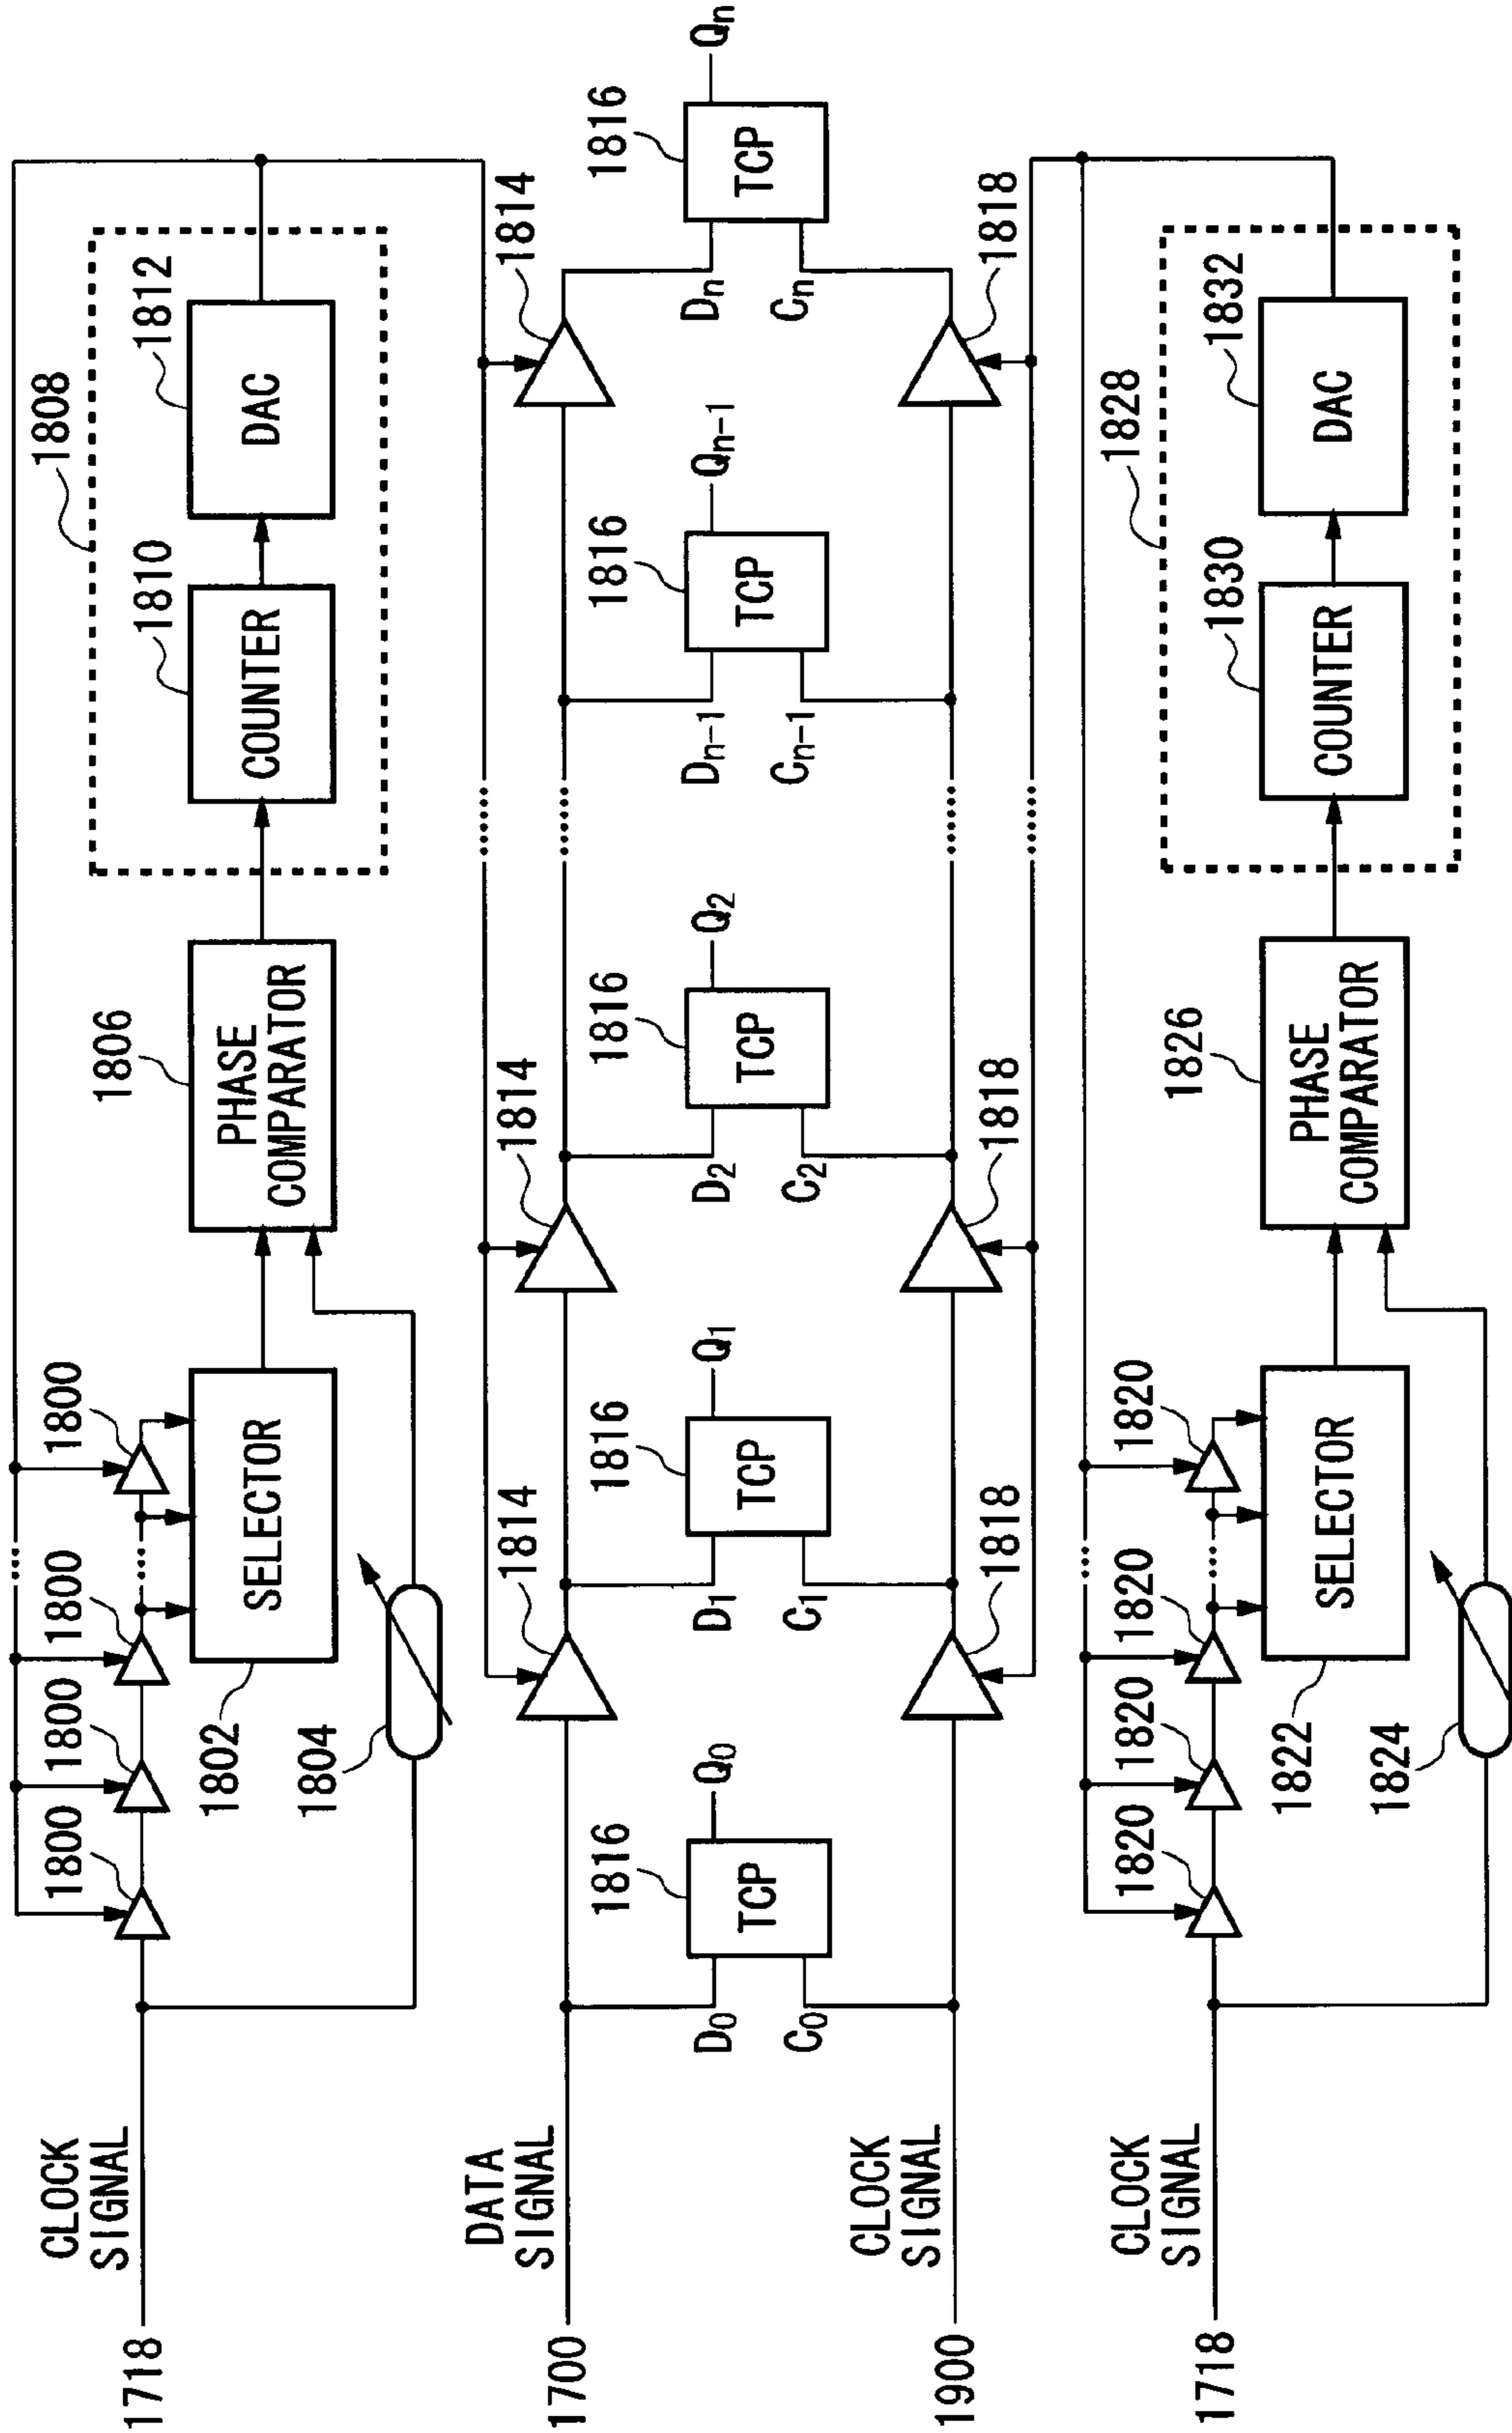 1718
CLOCK
SIGNAL
1800
1800
1800
1800
SELECTOR
1802
1804
PHASE
COMPARATOR
1806
1808
COUNTER
1810
DAC
1812
1700
DATA
SIGNAL
1814
1814
1814
D0
C0
TCP
1816
Q0
D1
C1
TCP
1816
Q1
D2
C2
TCP
1816
Q2
Dn-1
Cn-1
TCP
1816
Qn-1
Dn
Cn
TCP
1816
Qn
1900
CLOCK
SIGNAL
1818
1818
1818
1718
CLOCK
SIGNAL
1820
1820
1820
1820
SELECTOR
1822
1824
PHASE
COMPARATOR
1826
1828
COUNTER
1830
DAC
1832